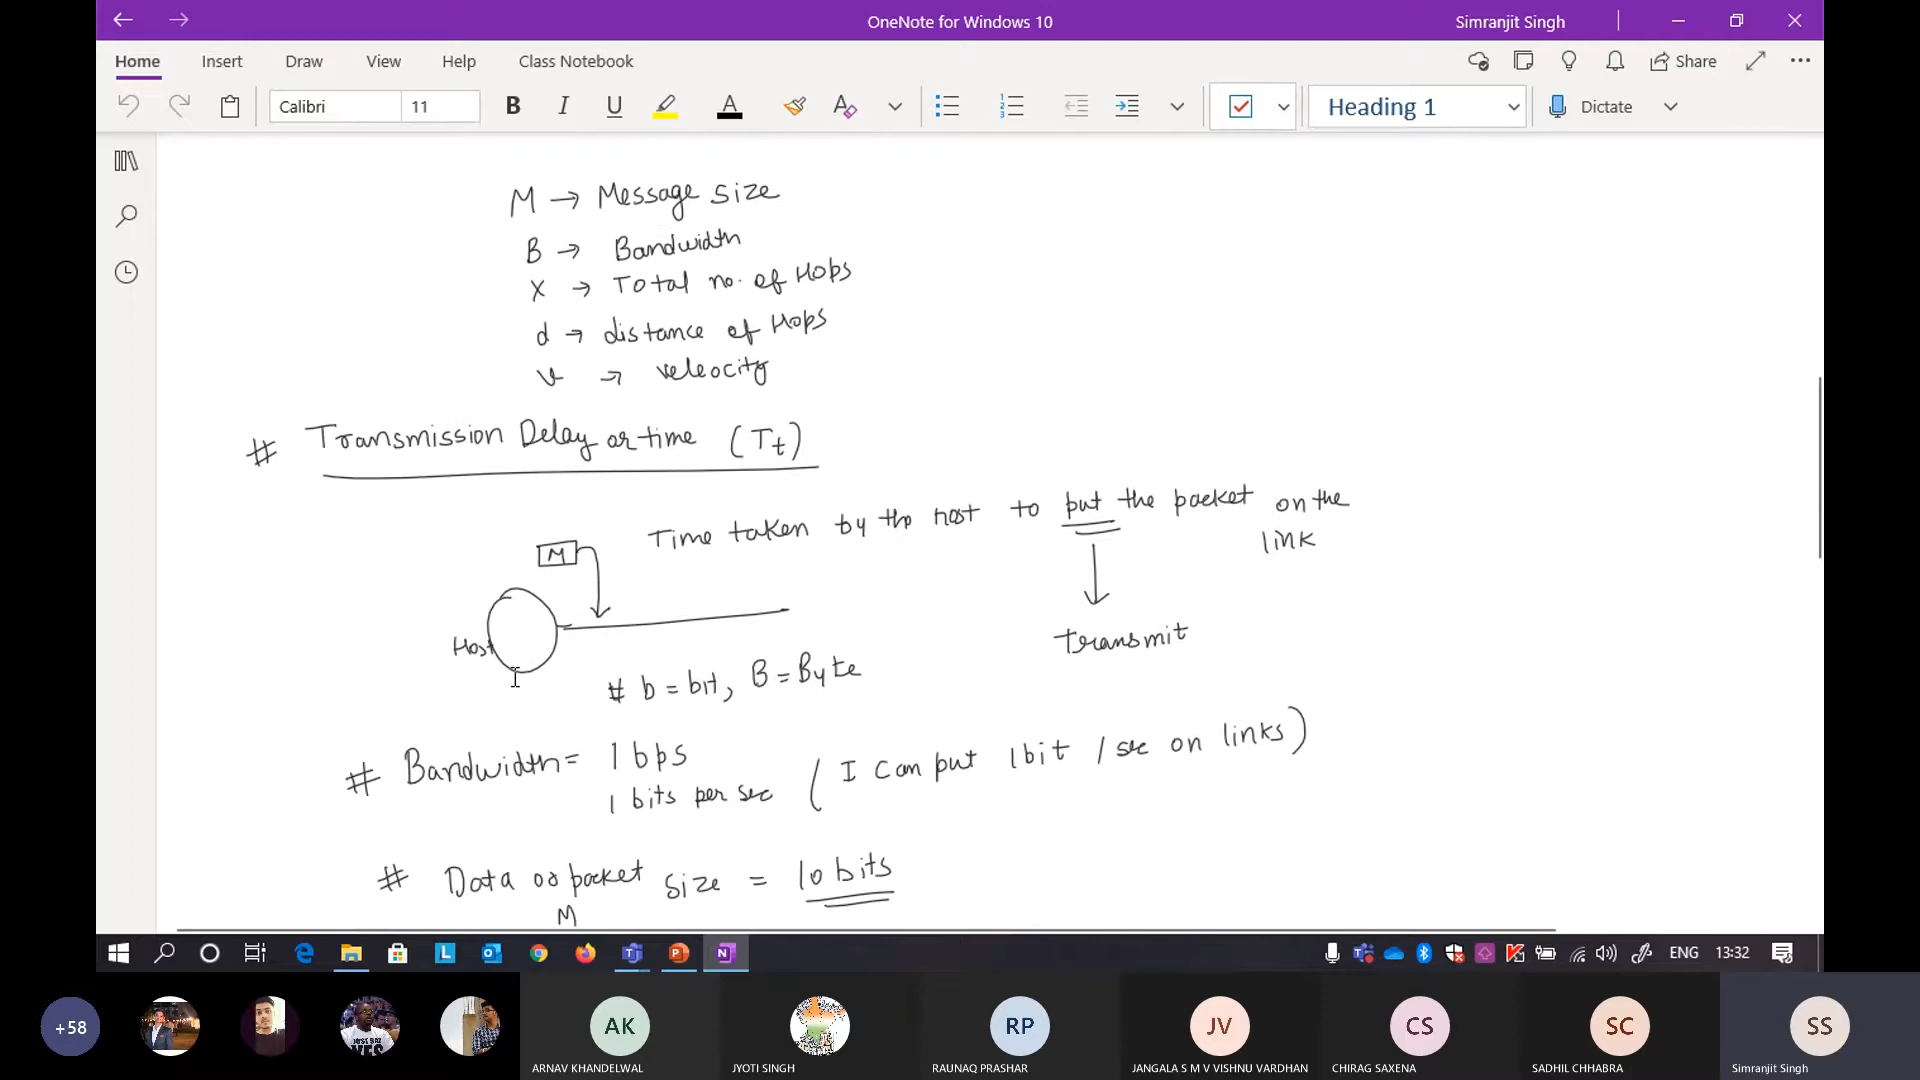 OneNote for Windows 10
Simranjit Singh
Home Insert Draw View Help Class Notebook
Share
Calibri 11 B I U A Heading 1 Dictate
M → Message size
B → Bandwidth
X → Total no. of Hops
d → distance of Hops
v → velocity
# Transmission Delay or time (Tt)
Time taken by the host to put the packet on the
link
M
Host
transmit
# b = bit, B = Byte
# Bandwidth = 1 bps
1 bits per sec ( I can put 1 bit / sec on links )
# Data or packet size = 10 bits
M
ENG 13:32
+58
JUST SAY
YES
AK RP JV CS SC SS
ARNAV KHANDELWAL JYOTI SINGH RAUNAQ PRASHAR JANGALA S M V VISHNU VARDHAN CHIRAG SAXENA SADHIL CHHABRA Simranjit Singh